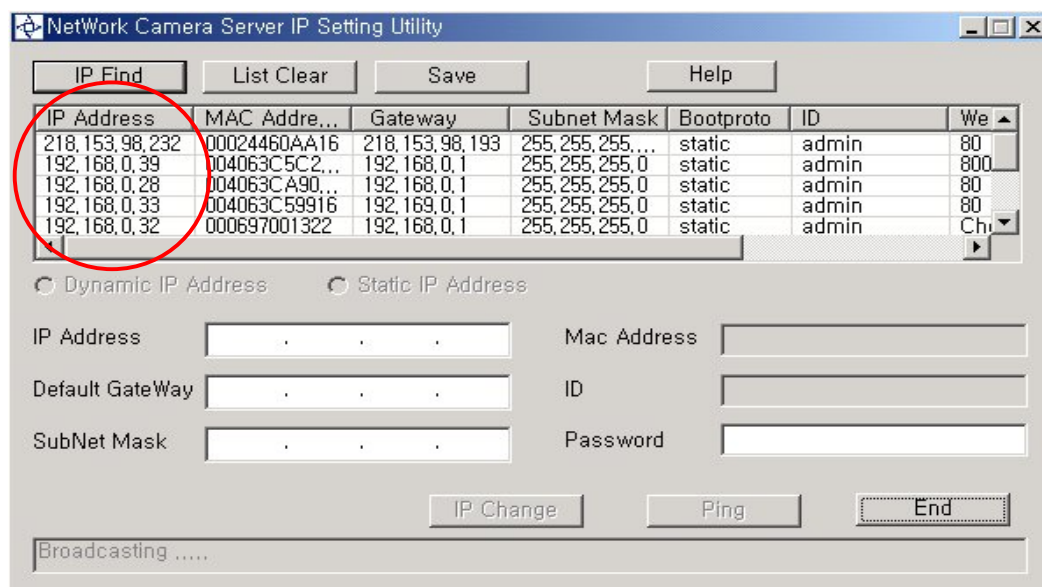 NetWork Camera Server IP Setting Utility
IP Find List Clear Save Help
IP Address MAC Addre... Gateway Subnet Mask Bootproto ID We
218,153,98,232 00024460AA16 218,153,98,193 255,255,255,... static admin 80
192,168,0,39 004063C5C2... 192,168,0,1 255,255,255,0 static admin 800
192,168,0,28 004063CA90... 192,168,0,1 255,255,255,0 static admin 80
192,168,0,33 004063C59916 192,169,0,1 255,255,255,0 static admin 80
192,168,0,32 000697001322 192,168,0,1 255,255,255,0 static admin Che
Dynamic IP Address Static IP Address
IP Address . . . Mac Address
Default GateWay . . . ID
SubNet Mask . . . Password
IP Change Ping End
Broadcasting .....